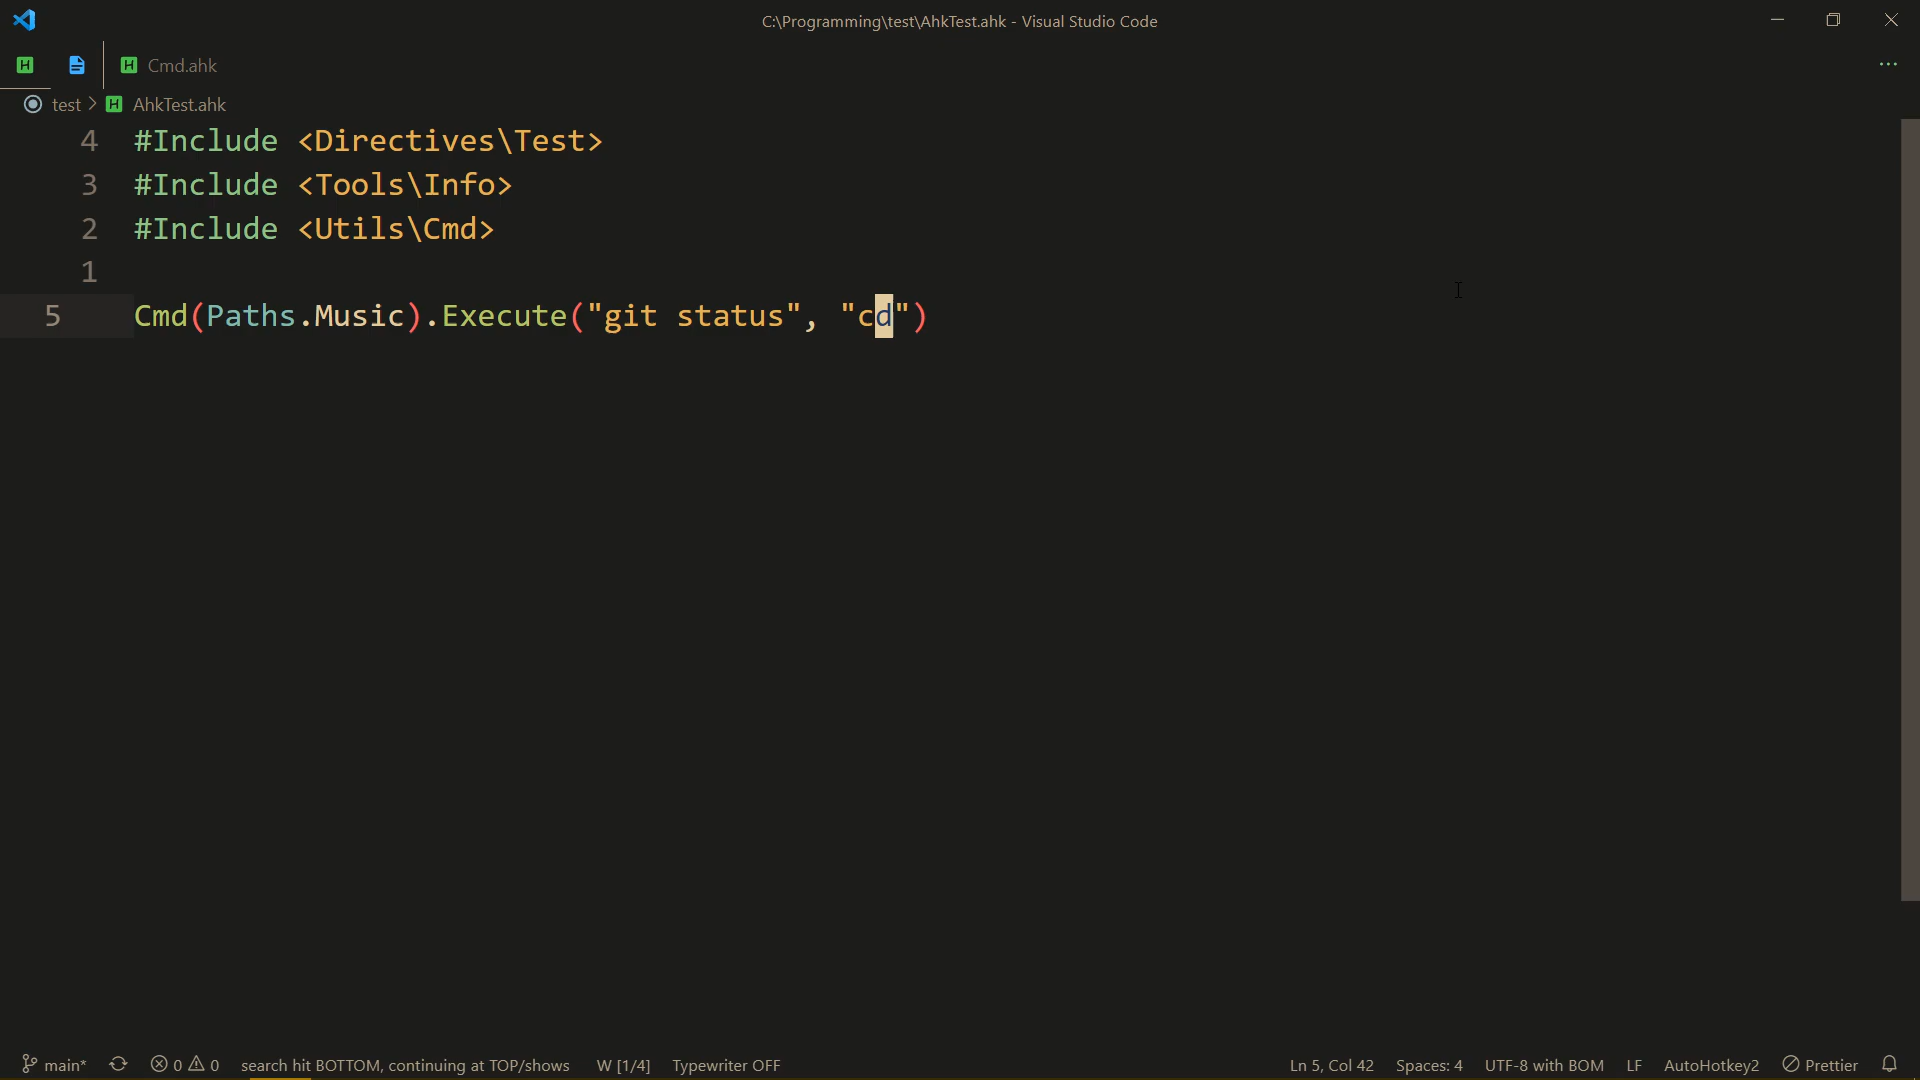 C:\Programming\test\AhkTest.ahk - Visual Studio Code
Cmd.ahk
test > AhkTest.ahk
4 #Include <Directives\Test>
3 #Include <Tools\Info>
2 #Include <Utils\Cmd>
1
5 Cmd(Paths.Music).Execute("git status", "cd")
main* 0 0 search hit BOTTOM, continuing at TOP/shows W [1/4] Typewriter OFF Ln 5, Col 42 Spaces: 4 UTF-8 with BOM LF AutoHotkey2 Prettier